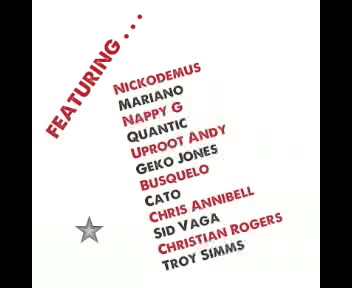 FEATURING . . .
NICKODEMUS
MARIANO
NAPPY G
QUANTIC
UPROOT ANDY
GEKO JONES
BUSQUELO
CATO
CHRIS ANNIBELL
SID VAGA
CHRISTIAN ROGERS
TROY SIMMS